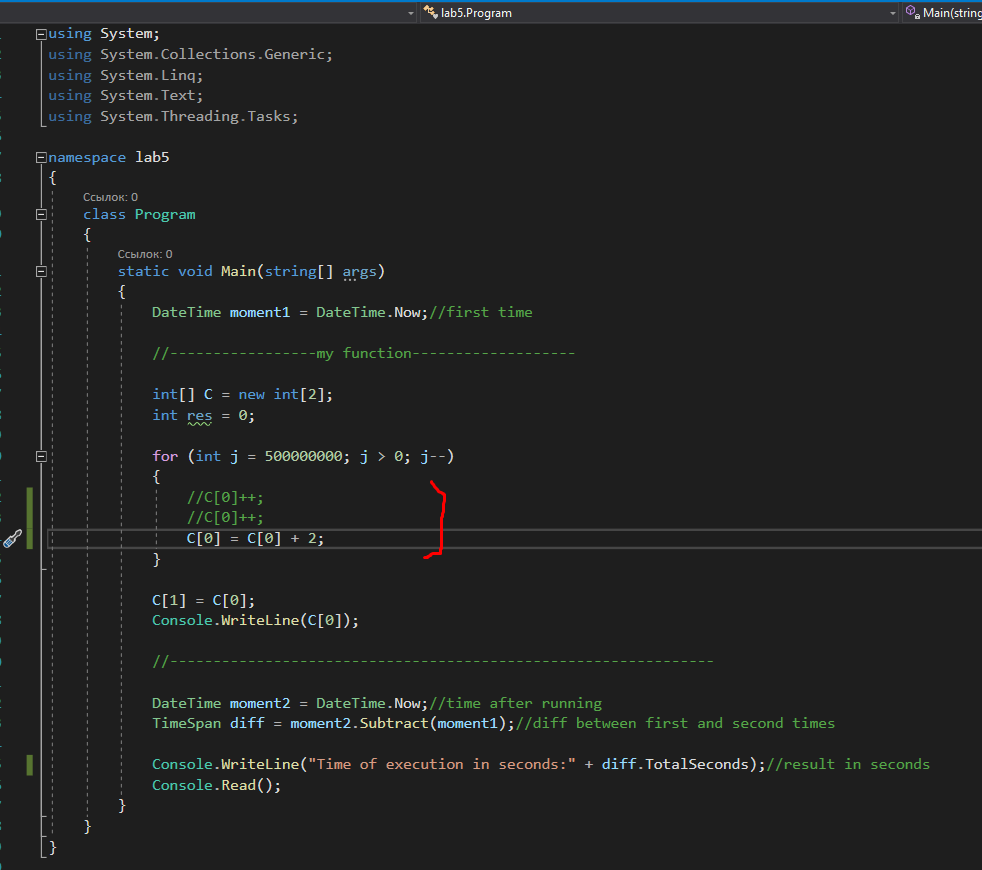 lab5.Program Main(string
using System;
using System.Collections.Generic;
using System.Linq;
using System.Text;
using System.Threading.Tasks;
namespace lab5
{
Ссылок: 0
class Program
{
Ссылок: 0
static void Main(string[] args)
{
DateTime moment1 = DateTime.Now;//first time
//-----------------my function-------------------
int[] C = new int[2];
int res = 0;
for (int j = 500000000; j > 0; j--)
{
//C[0]++;
//C[0]++;
C[0] = C[0] + 2;
}
C[1] = C[0];
Console.WriteLine(C[0]);
//---------------------------------------------------------------
DateTime moment2 = DateTime.Now;//time after running
TimeSpan diff = moment2.Subtract(moment1);//diff between first and second times
Console.WriteLine("Time of execution in seconds:" + diff.TotalSeconds);//result in seconds
Console.Read();
}
}
}